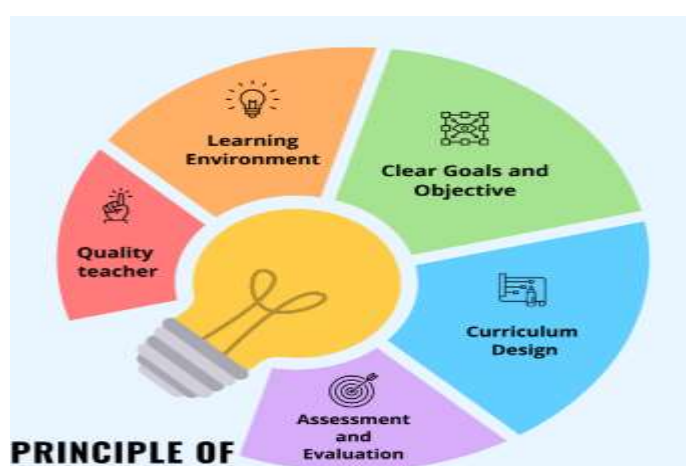 Learning
Environment
Clear Goals and
Objective
Quality
teacher
Curriculum
Design
Assessment
and
Evaluation
PRINCIPLE OF